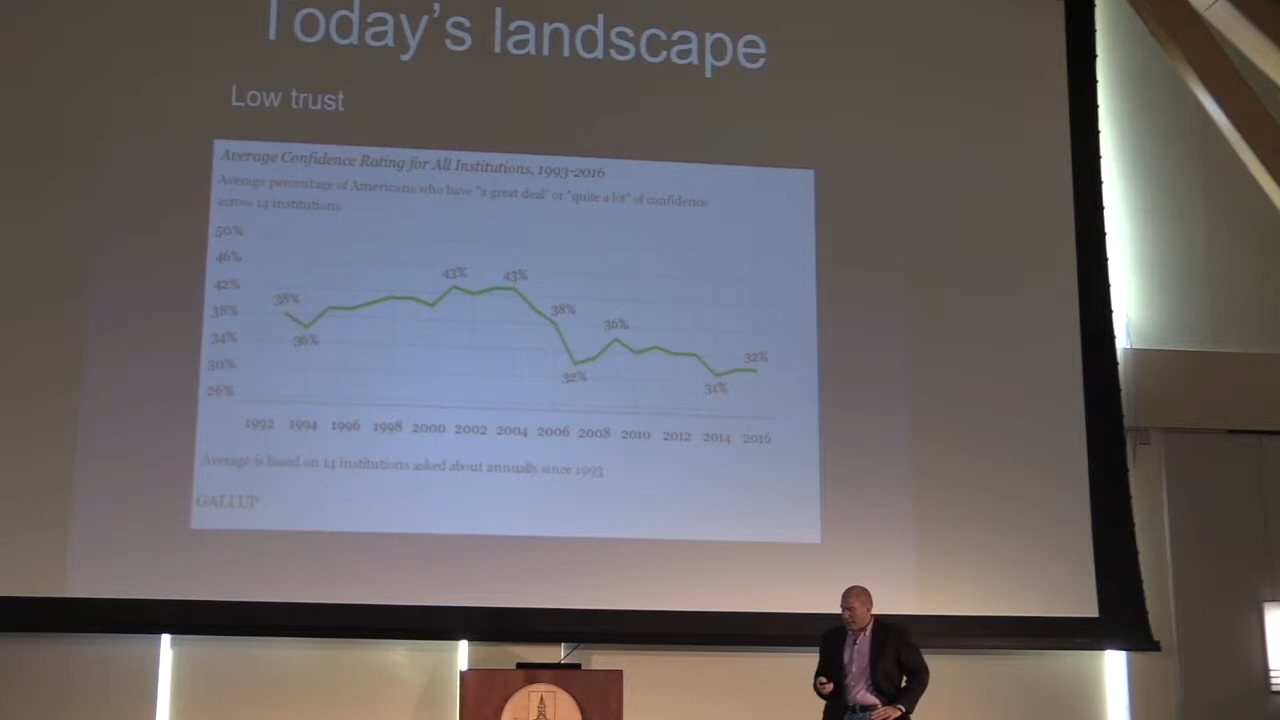 Today's landscape
Low trust
Average Confidence Rating for All Institutions, 1993-2016
Average percentage of Americans who have "a great deal" or "quite a lot" of confidence
across 14 institutions
50%
46%
42%
38%
34%
30%
26%
38%
36%
43%
43%
38%
32%
36%
31%
32%
1992 1994 1996 1998 2000 2002 2004 2006 2008 2010 2012 2014 2016
Average is based on 14 institutions asked about annually since 1993
GALLUP